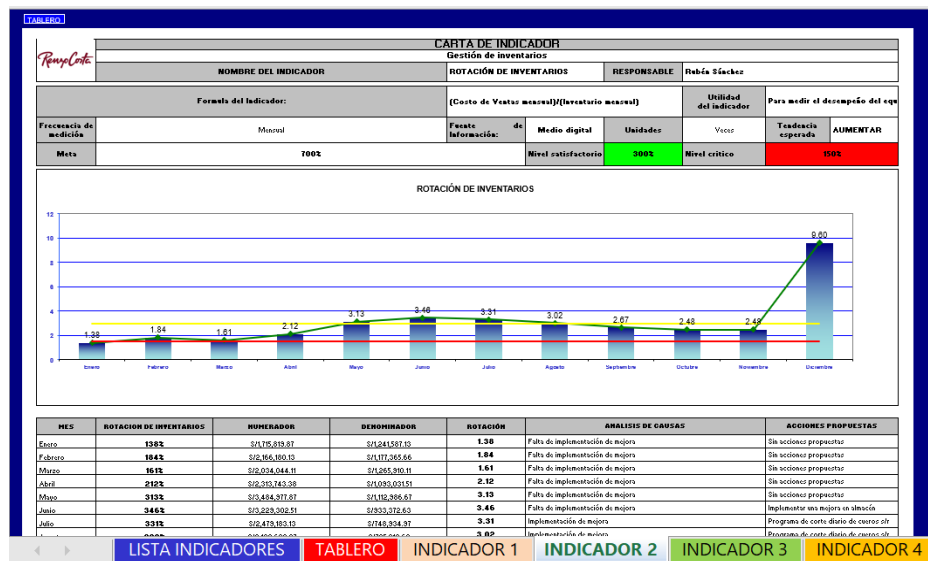 TABLERO
RenzoCosta.
CARTA DE INDICADOR
Gestión de inventarios
NOMBRE DEL INDICADOR ROTACIÓN DE INVENTARIOS RESPONSABLE Rubén Sánchez
Formula del Indicador: (Costo de Ventas mensual)/(Inventario mensual) Utilidad del indicador Para medir el desempeño del equ
Frecuencia de medición Mensual Fuente de Información: Medio digital Unidades Veces Tendencia esperada AUMENTAR
Meta 700% Nivel satisfactorio 300% Nivel critico 150%
ROTACIÓN DE INVENTARIOS
12
10
8
6
4
2
0
1.38 1.84 1.61 2.12 3.13 3.46 3.31 3.02 2.67 2.48 2.48 9.60
Enero Febrero Marzo Abril Mayo Junio Julio Agosto Septiembre Octubre Noviembre Diciembre
MES ROTACION DE INVENTARIOS NUMERADOR DENOMINADOR ROTACIÓN ANALISIS DE CAUSAS ACCIONES PROPUESTAS
Enero 138% S/1,715,819.87 S/1,241,587.13 1.38 Falta de implementación de mejora Sin acciones propuestas
Febrero 184% S/2,166,180.13 S/1,177,365.66 1.84 Falta de implementación de mejora Sin acciones propuestas
Marzo 161% S/2,034,044.11 S/1,265,910.11 1.61 Falta de implementación de mejora Sin acciones propuestas
Abril 212% S/2,313,743.38 S/1,093,031.51 2.12 Falta de implementación de mejora Sin acciones propuestas
Mayo 313% S/3,484,977.87 S/1,112,986.67 3.13 Falta de implementación de mejora Sin acciones propuestas
Junio 346% S/3,229,302.51 S/933,372.63 3.46 Falta de implementación de mejora Implementar una mejora en almacén
Julio 331% S/2,479,183.13 S/748,934.97 3.31 Implementación de mejora Programa de corte diario de cueros s/r
3.02 Implementación de mejora Programa de corte diario de cueros s/r
LISTA INDICADORES TABLERO INDICADOR 1 INDICADOR 2 INDICADOR 3 INDICADOR 4